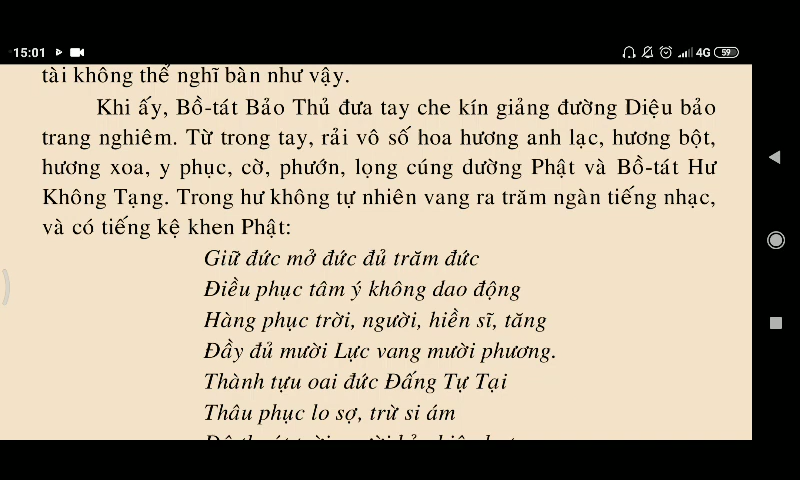 15:01
4G 59
tài không thể nghĩ bàn như vậy.
Khi ấy, Bồ-tát Bảo Thủ đưa tay che kín giảng đường Diệu bảo
trang nghiêm. Từ trong tay, rải vô số hoa hương anh lạc, hương bột,
hương xoa, y phục, cờ, phướn, lọng cúng dường Phật và Bồ-tát Hư
Không Tạng. Trong hư không tự nhiên vang ra trăm ngàn tiếng nhạc,
và có tiếng kệ khen Phật:
Giữ đức mở đức đủ trăm đức
Điều phục tâm ý không dao động
Hàng phục trời, người, hiền sĩ, tăng
Đầy đủ mười Lực vang mười phương.
Thành tựu oai đức Đấng Tự Tại
Thâu phục lo sợ, trừ si ám